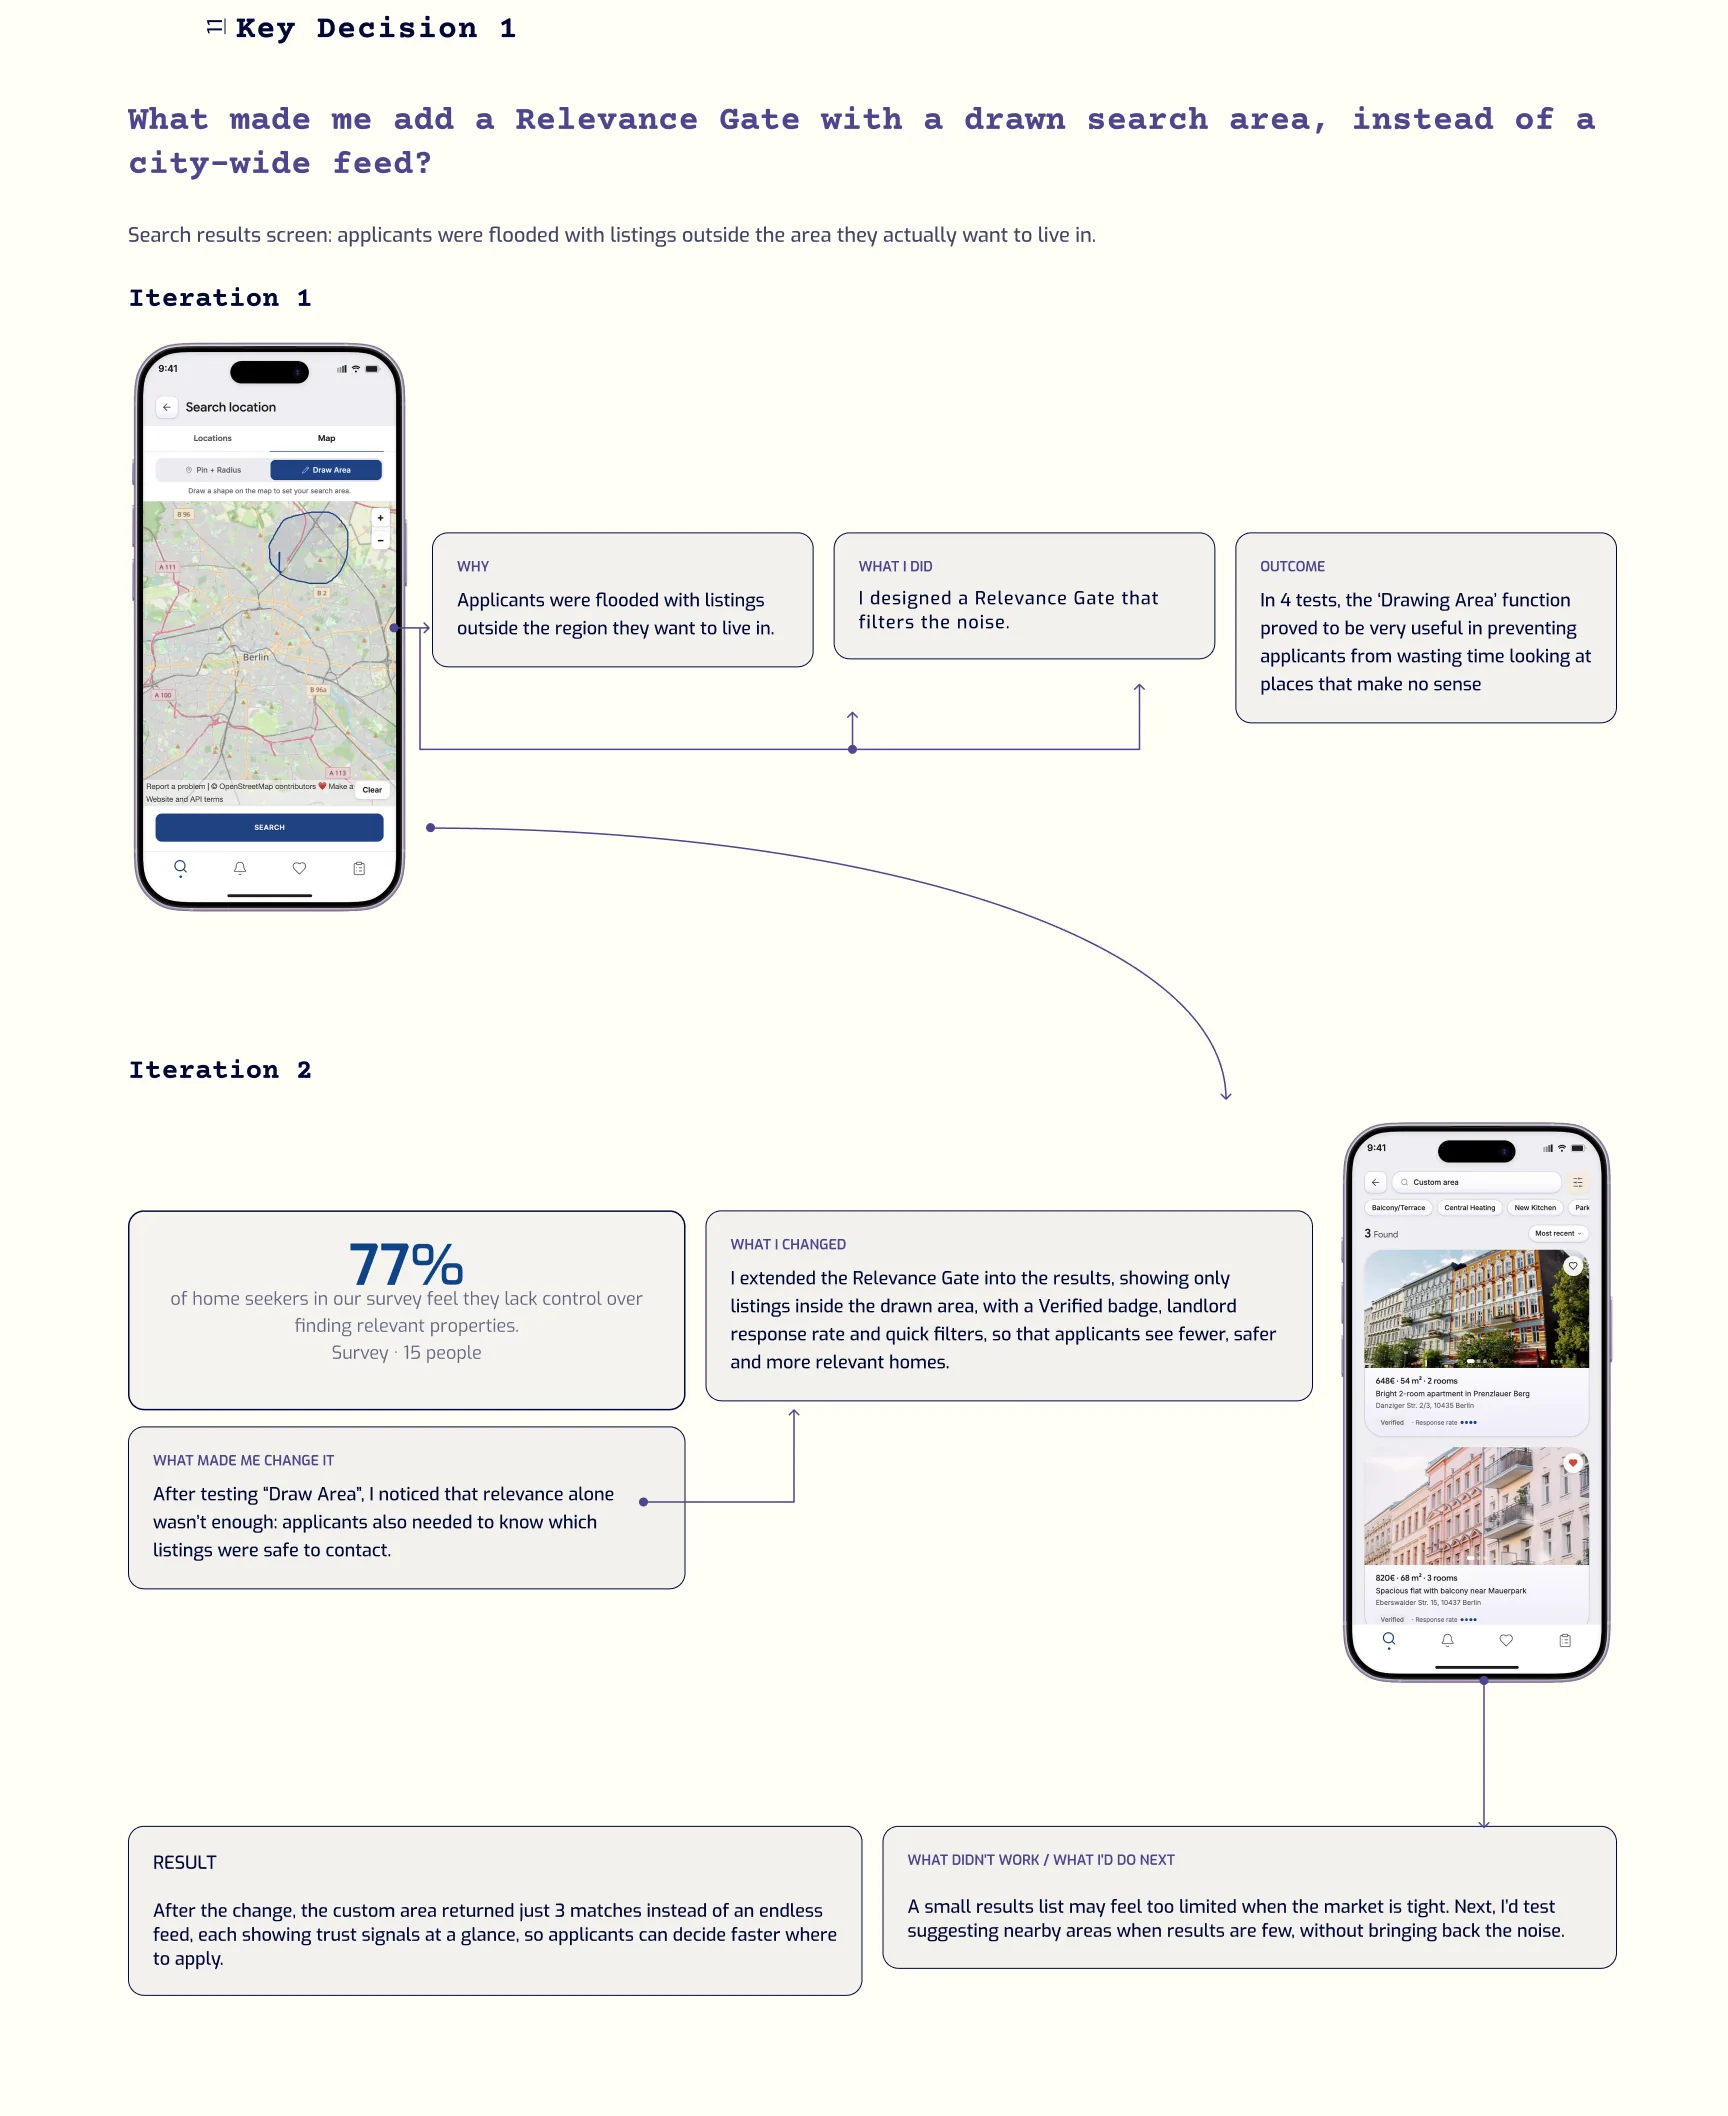 Key Decision 1
What made me add a Relevance Gate with a drawn search area, instead of a
city-wide feed?
Search results screen: applicants were flooded with listings outside the area they actually want to live in.
Iteration 1
9:41
Search location
Locations
Map
Pin + Radius
Draw Area
Draw a shape on the map to set your search area.
B 96
+
−
A 111
B 2
Berlin
A 100
B 96a
A 113
Report a problem | © OpenStreetMap contributors ❤️ Make a
Website and API terms
Clear
SEARCH
WHY
Applicants were flooded with listings
outside the region they want to live in.
WHAT I DID
I designed a Relevance Gate that
filters the noise.
OUTCOME
In 4 tests, the ‘Drawing Area’ function
proved to be very useful in preventing
applicants from wasting time looking at
places that make no sense
Iteration 2
77%
of home seekers in our survey feel they lack control over
finding relevant properties.
Survey · 15 people
WHAT I CHANGED
I extended the Relevance Gate into the results, showing only
listings inside the drawn area, with a Verified badge, landlord
response rate and quick filters, so that applicants see fewer, safer
and more relevant homes.
WHAT MADE ME CHANGE IT
After testing “Draw Area”, I noticed that relevance alone
wasn’t enough: applicants also needed to know which
listings were safe to contact.
9:41
Custom area
Balcony/Terrace
Central Heating
New Kitchen
Park
3 Found
Most recent
648€ · 54 m² · 2 rooms
Bright 2-room apartment in Prenzlauer Berg
Danziger Str. 2/3, 10435 Berlin
Verified · Response rate
820€ · 68 m² · 3 rooms
Spacious flat with balcony near Mauerpark
Eberswalder Str. 15, 10437 Berlin
Verified · Response rate
RESULT
After the change, the custom area returned just 3 matches instead of an endless
feed, each showing trust signals at a glance, so applicants can decide faster where
to apply.
WHAT DIDN’T WORK / WHAT I’D DO NEXT
A small results list may feel too limited when the market is tight. Next, I’d test
suggesting nearby areas when results are few, without bringing back the noise.